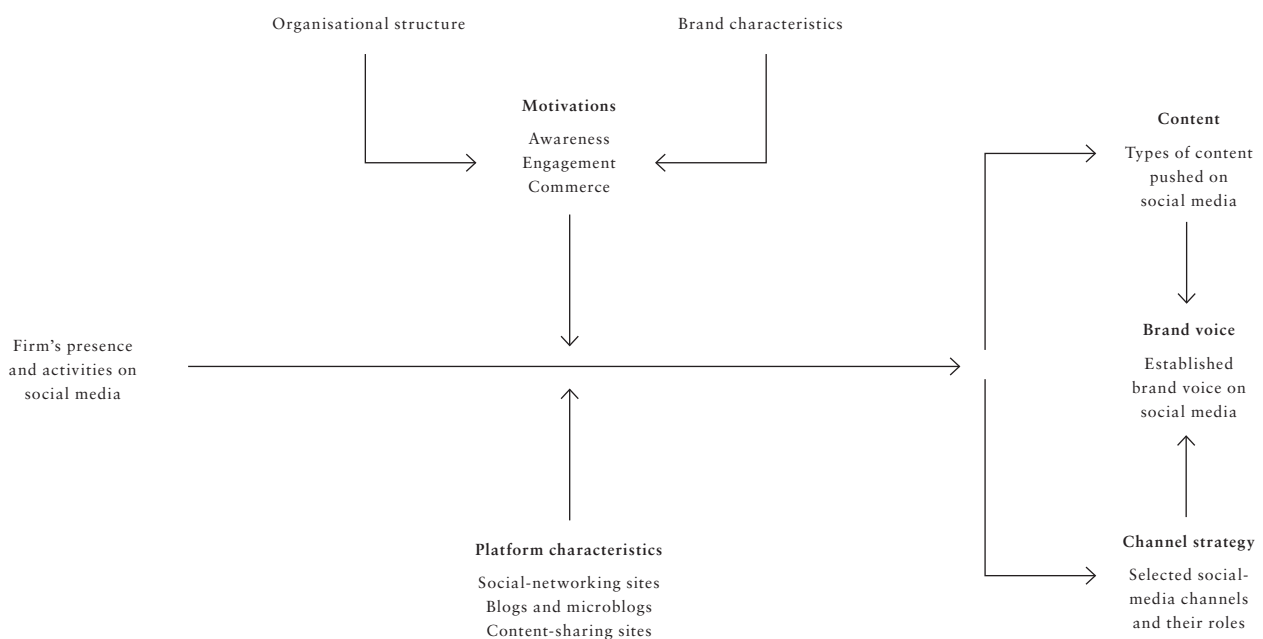 Organisational structure
Brand characteristics
Motivations
Awareness
Engagement
Commerce
Content
Types of content
pushed on
social media
Firm's presence
and activities on
social media
Brand voice
Established
brand voice on
social media
Platform characteristics
Social-networking sites
Blogs and microblogs
Content-sharing sites
Channel strategy
Selected social-
media channels
and their roles